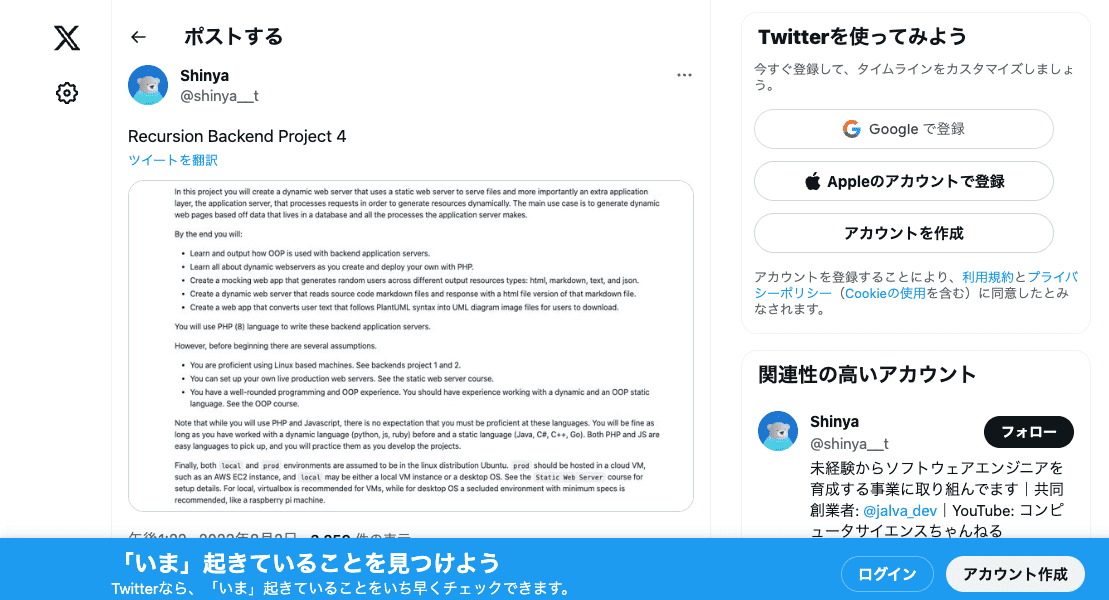 ポストする
Shinya
@shinya__t
Recursion Backend Project 4
ツイートを翻訳
In this project you will create a dynamic web server that uses a static web server to serve files and more importantly an extra application
layer, the application server, that processes requests in order to generate resources dynamically. The main use case is to generate dynamic
web pages based off data that lives in a database and all the processes the application server makes.
By the end you will:
• Learn and output how OOP is used with backend application servers.
• Learn all about dynamic webservers as you create and deploy your own with PHP.
• Create a mocking web app that generates random users across different output resources types: html, markdown, text, and json.
• Create a dynamic web server that reads source code markdown files and response with a html file version of that markdown file.
• Create a web app that converts user text that follows PlantUML syntax into UML diagram image files for users to download.
You will use PHP (8) language to write these backend application servers.
However, before beginning there are several assumptions.
• You are proficient using Linux based machines. See backends project 1 and 2.
• You can set up your own live production web servers. See the static web server course.
• You have a well-rounded programming and OOP experience. You should have experience working with a dynamic and an OOP static
language. See the OOP course.
Note that while you will use PHP and Javascript, there is no expectation that you must be proficient at these languages. You will be fine as
long as you have worked with a dynamic language (python, js, ruby) before and a static language (Java, C#, C++, Go). Both PHP and JS are
easy languages to pick up, and you will practice them as you develop the projects.
Finally, both local and prod environments are assumed to be in the linux distribution Ubuntu. prod should be hosted in a cloud VM,
such as an AWS EC2 instance, and local may be either a local VM instance or a desktop OS. See the Static Web Server course for
setup details. For local, virtualbox is recommended for VMs, while for desktop OS a secluded environment with minimum specs is
recommended, like a raspberry pi machine.
Twitterを使ってみよう
今すぐ登録して、タイムラインをカスタマイズしましょ
う。
Google で登録
Appleのアカウントで登録
アカウントを作成
アカウントを登録することにより、利用規約とプライバ
シーポリシー（Cookieの使用を含む）に同意したとみ
なされます。
関連性の高いアカウント
Shinya
@shinya__t
フォロー
未経験からソフトウェアエンジニアを
育成する事業に取り組んでます｜共同
創業者: @jalva_dev｜YouTube: コンピ
ュータサイエンスちゃんねる
「いま」起きていることを見つけよう
Twitterなら、「いま」起きていることをいち早くチェックできます。
ログイン
アカウント作成